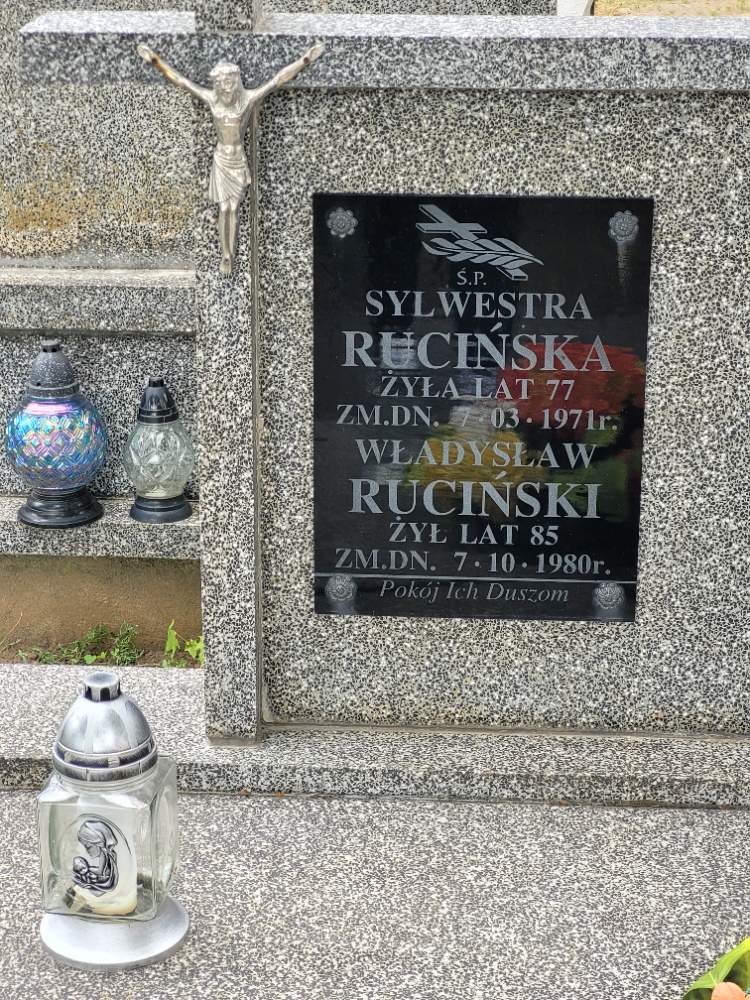 Ś.P.
SYLWESTRA
RUCIŃSKA
ŻYŁA LAT 77
ZM.DN. 7 · 03 · 1971r.
WŁADYSŁAW
RUCIŃSKI
ŻYŁ LAT 85
ZM.DN. 7 · 10 · 1980r.
Pokój Ich Duszom